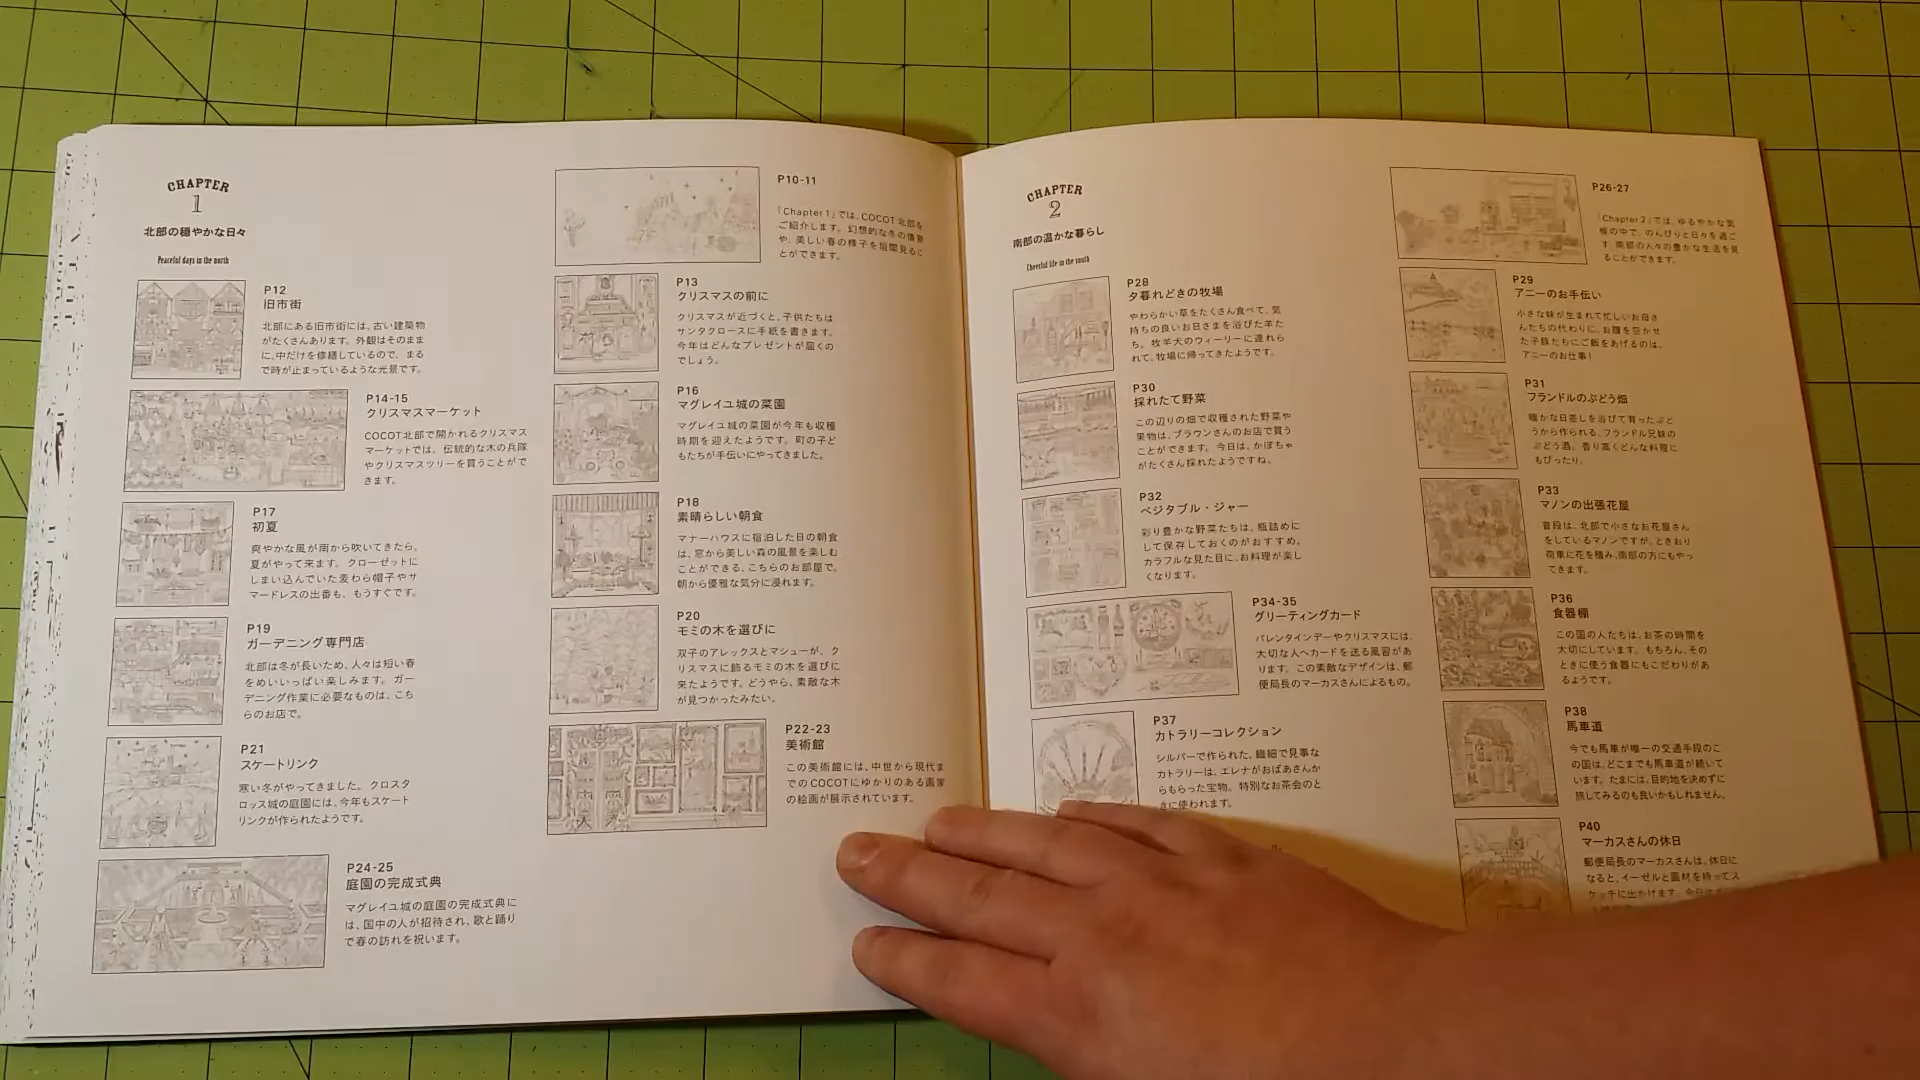 CHAPTER
1
北部の穏やかな日々
Peaceful days in the north
P10-11
「Chapter 1」では、COCOT 北部を
ご紹介します。幻想的な冬の情景
や、美しい春の様子を垣間見るこ
とができます。
P12
旧市街
北部にある旧市街には、古い建築物
がたくさんあります。外観はそのまま
に、中だけを修繕しているので、まる
で時が止まっているような光景です。
P13
クリスマスの前に
クリスマスが近づくと、子供たちは
サンタクロースに手紙を書きます。
今年はどんなプレゼントが届くの
でしょう。
P14-15
クリスマスマーケット
COCOT北部で開かれるクリスマス
マーケットでは、伝統的な木の兵隊
やクリスマスツリーを買うことがで
きます。
P16
マグレイユ城の菜園
マグレイユ城の菜園が今年も収穫
時期を迎えたようです。町の子ど
もたちが手伝いにやってきました。
P17
初夏
爽やかな風が南から吹いてきたら、
夏がやって来ます。クローゼットに
しまい込んでいた麦わら帽子やサ
マードレスの出番も、もうすぐです。
P18
素晴らしい朝食
マナーハウスに宿泊した日の朝食
は、窓から美しい森の風景を楽しむ
ことができる、こちらのお部屋で。
朝から優雅な気分に浸れます。
P19
ガーデニング専門店
北部は冬が長いため、人々は短い春
をめいいっぱい楽しみます。ガー
デニング作業に必要なものは、こち
らのお店で。
P20
モミの木を選びに
双子のアレックスとマシューが、ク
リスマスに飾るモミの木を選びに
来たようです。どうやら、素敵な木
が見つかったみたい。
P21
スケートリンク
寒い冬がやってきました。クロスタ
ロッス城の庭園には、今年もスケート
リンクが作られたようです。
P22-23
美術館
この美術館には、中世から現代ま
でのCOCOTにゆかりのある画家
の絵画が展示されています。
P24-25
庭園の完成式典
マグレイユ城の庭園の完成式典に
は、国中の人が招待され、歌と踊り
で春の訪れを祝います。
CHAPTER
2
南部の温かな暮らし
Cheerful life in the south
P26-27
「Chapter 2」では、ゆるやかな気
候の中で、のんびりと日々を過ご
す、南部の人々の豊かな生活を見
ることができます。
P28
夕暮れどきの牧場
やわらかい草をたくさん食べて、気
持ちの良いお日さまを浴びた羊た
ち。牧羊犬のウィーリーに連れら
れて、牧場に帰ってきたようです。
P29
アニーのお手伝い
小さな妹が生まれて忙しいお母さ
んたちの代わりに、お腹を空かせ
た子豚たちにご飯をあげるのは、
アニーのお仕事!
P30
採れたて野菜
この辺りの畑で収穫された野菜や
果物は、ブラウンさんのお店で買う
ことができます。今日は、かぼちゃ
がたくさん採れたようですね。
P31
フランドルのぶどう畑
暖かな日差しを浴びて育ったぶど
うから作られる、フランドル兄妹の
ぶどう酒。香り高くどんな料理に
もぴったり。
P32
ベジタブル・ジャー
彩り豊かな野菜たちは、瓶詰めに
して保存しておくのがおすすめ。
カラフルな見た目に、お料理が楽し
くなります。
P33
マノンの出張花屋
普段は、北部で小さなお花屋さん
をしているマノンですが、ときおり
荷車に花を積み、南部の方にもやっ
てきます。
P34-35
グリーティングカード
バレンタインデーやクリスマスには、
大切な人へカードを送る風習があ
ります。この素敵なデザインは、郵
便局長のマーカスさんによるもの。
P36
食器棚
この国の人たちは、お茶の時間を
大切にしています。もちろん、その
ときに使う食器にもこだわりがあ
るようです。
P37
カトラリーコレクション
シルバーで作られた、繊細で見事な
カトラリーは、エレナがおばあさんか
らもらった宝物。特別なお茶会のと
きに使われます。
P38
馬車道
今でも馬車が唯一の交通手段のこ
の国は、どこまでも馬車道が続いて
います。たまには、目的地を決めずに
旅してみるのも良いかもしれません。
P40
マーカスさんの休日
郵便局長のマーカスさんは、休日に
なると、イーゼルと画材を持ってス
ケッチに出かけます。